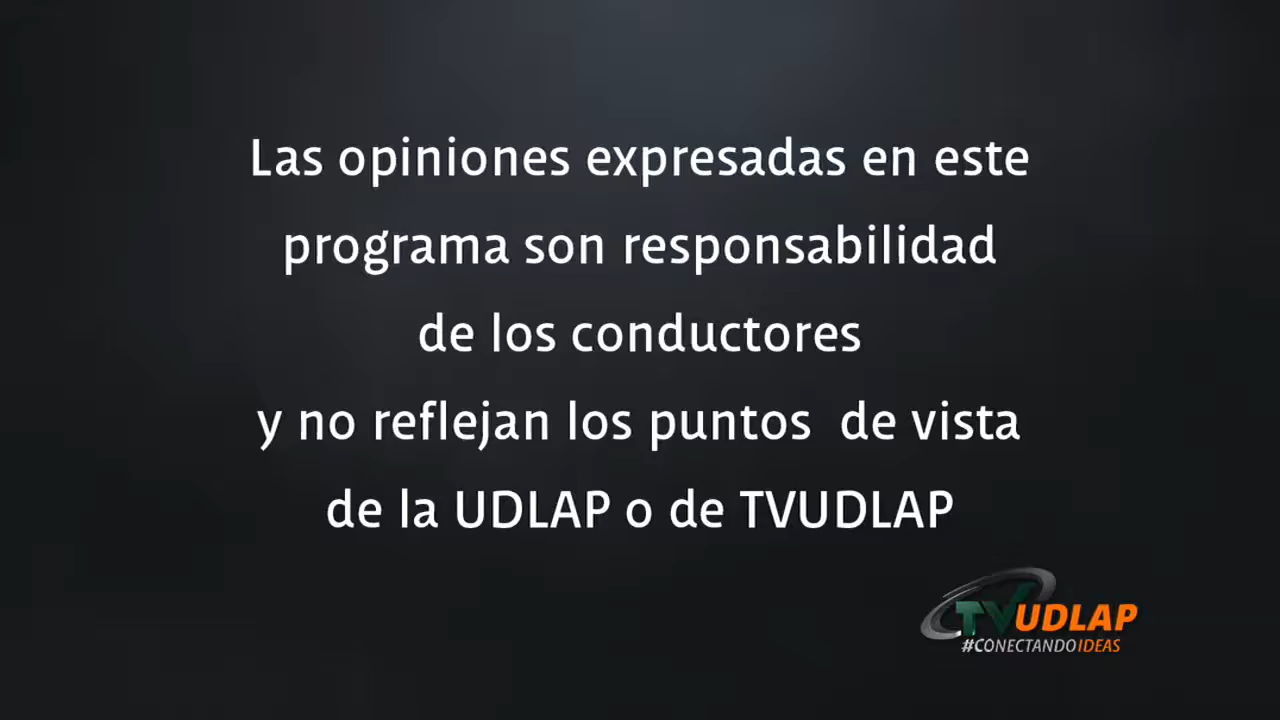 Las opiniones expresadas en este
programa son responsabilidad
de los conductores
y no reflejan los puntos  de vista
de la UDLAP o de TVUDLAP
TVUDLAP
#CONECTANDOIDEAS